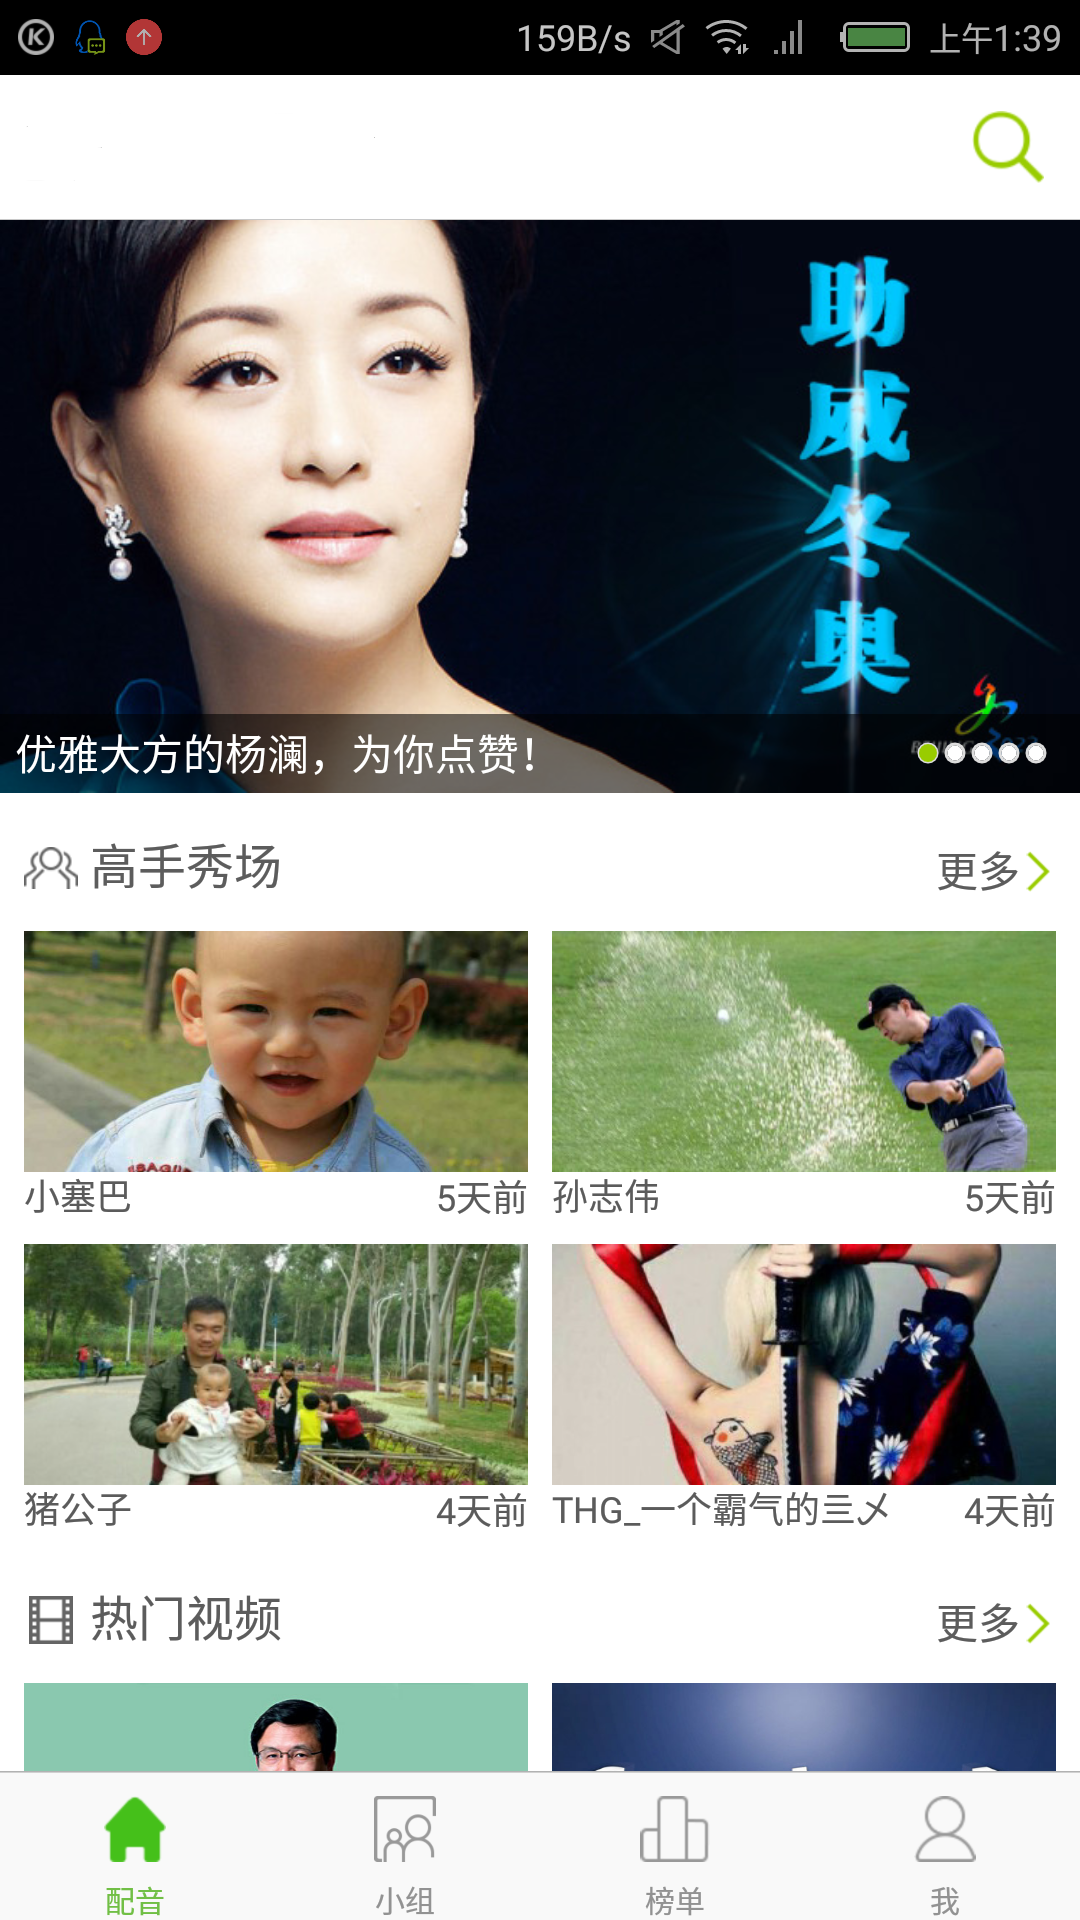 159B/s 上午1:39
助威冬奥
优雅大方的杨澜，为你点赞！
高手秀场 更多
小塞巴 5天前 孙志伟 5天前
猪公子 4天前 THG_一个霸气的亖乄 4天前
热门视频 更多
配音 小组 榜单 我